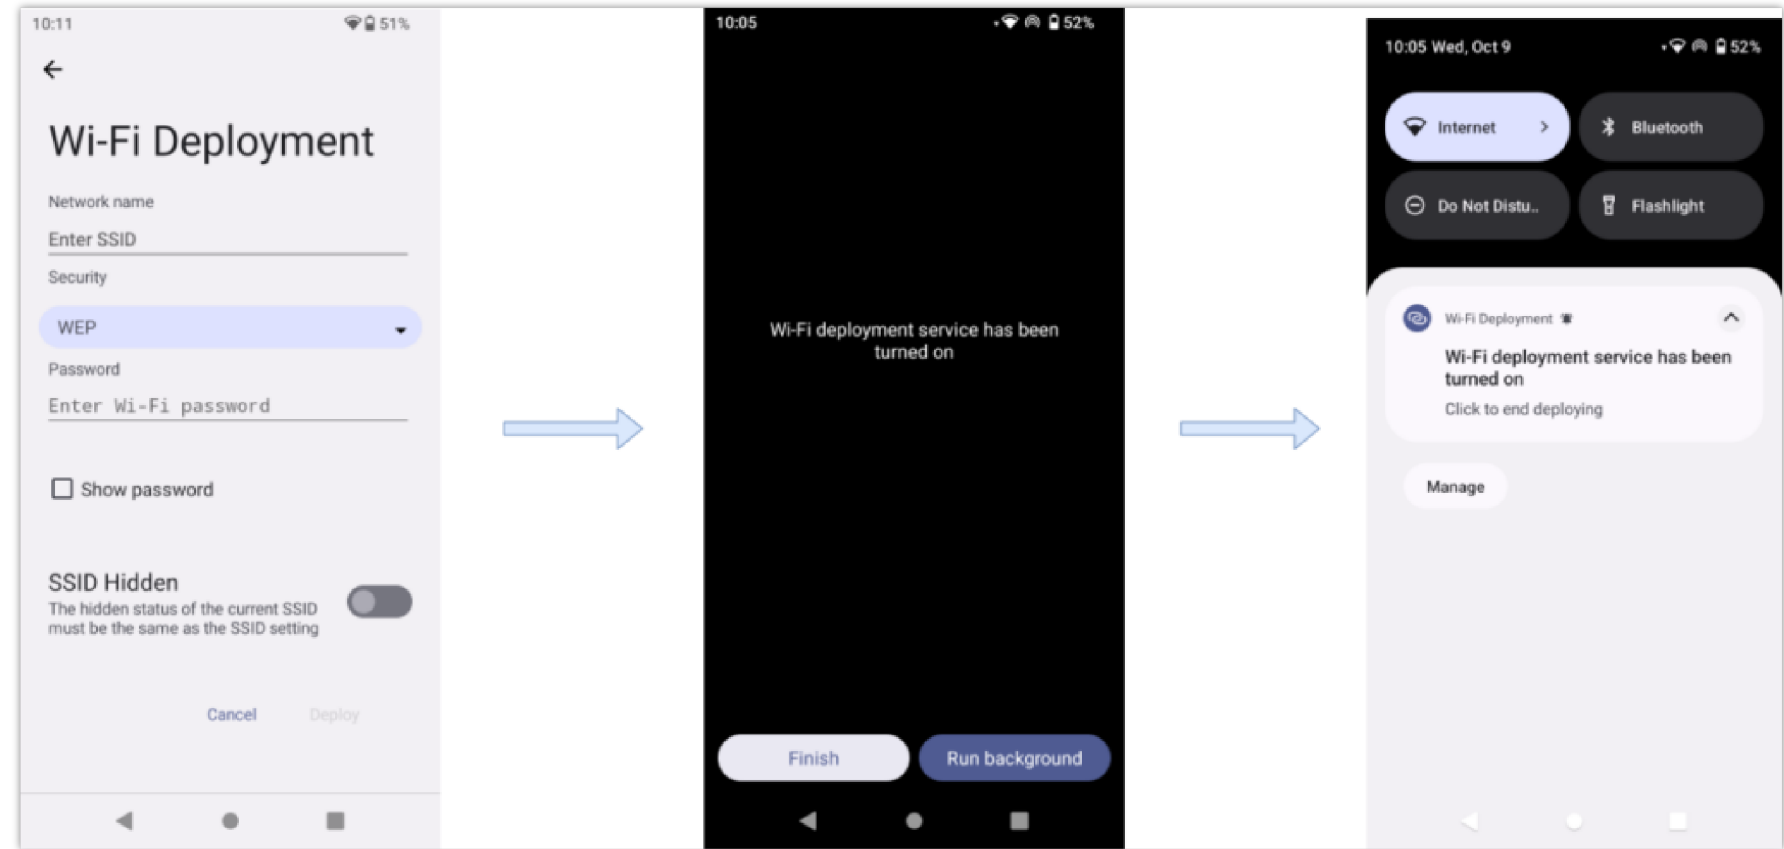 10:11
51%
Wi-Fi Deployment
Network name
Enter SSID
Security
WEP
Password
Enter Wi-Fi password
Show password
SSID Hidden
The hidden status of the current SSID
must be the same as the SSID setting
Cancel
Deploy
10:05
52%
Wi-Fi deployment service has been
turned on
Finish
Run background
10:05 Wed, Oct 9
52%
Internet
Bluetooth
Do Not Distu..
Flashlight
Wi-Fi Deployment
Wi-Fi deployment service has been
turned on
Click to end deploying
Manage